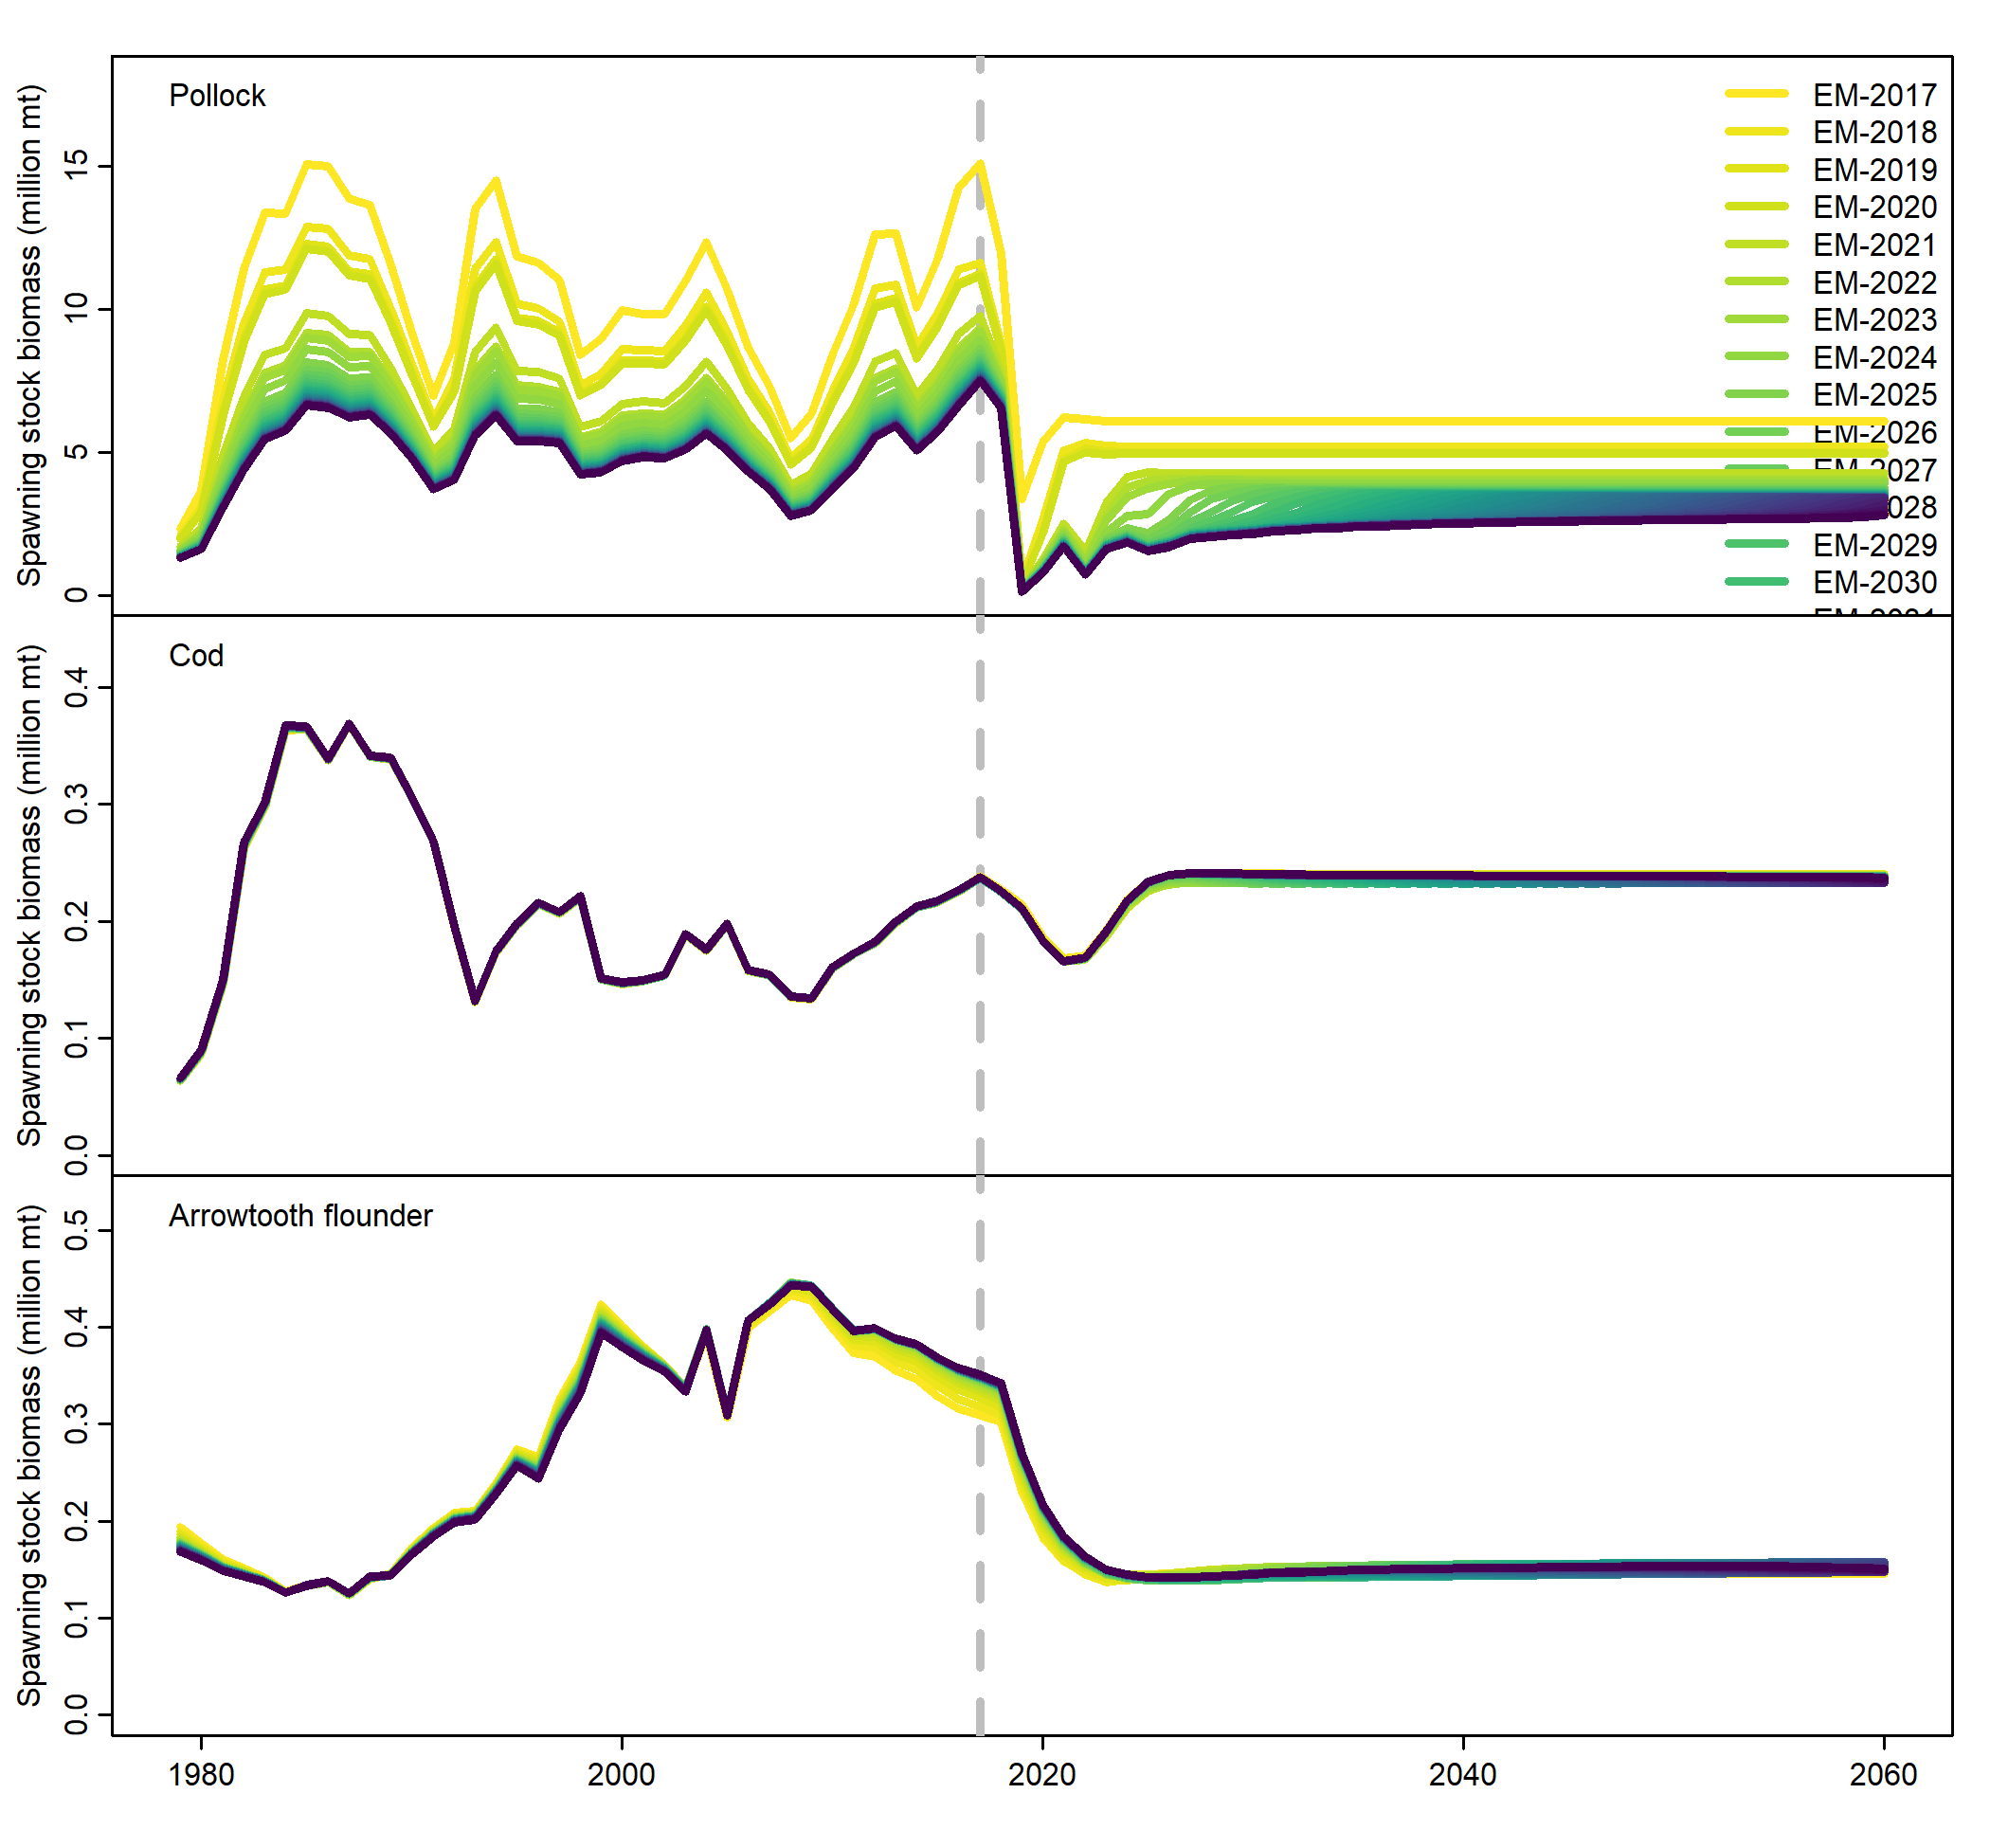 Pollock
Spawning stock biomass (million mt)
15
10
5
0
EM-2017
EM-2018
EM-2019
EM-2020
EM-2021
EM-2022
EM-2023
EM-2024
EM-2025
EM-2026
EM-2027
028
EM-2029
EM-2030
Cod
Spawning stock biomass (million mt)
0.4
0.3
0.2
0.1
0.0
Arrowtooth flounder
Spawning stock biomass (million mt)
0.5
0.4
0.3
0.2
0.1
0.0
1980 2000 2020 2040 2060